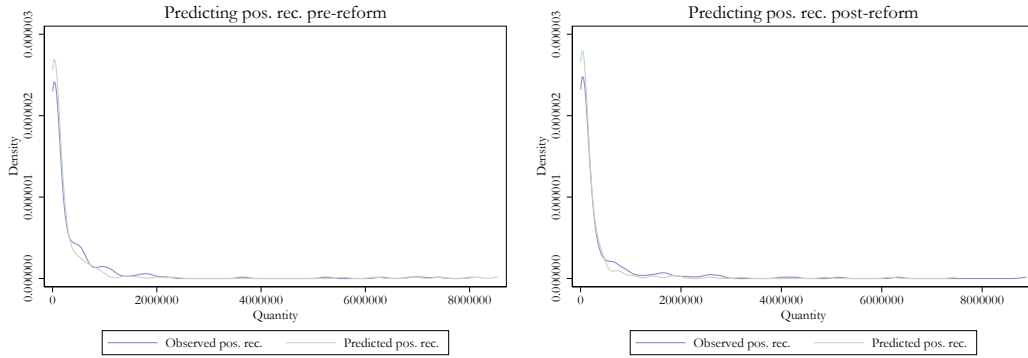 Predicting pos. rec. pre-reform
0.000003
0.000002
0.000001
0.000000
Density
0
2000000
4000000
6000000
8000000
Quantity
Observed pos. rec.
Predicted pos. rec.
Predicting pos. rec. post-reform
0.000003
0.000002
0.000001
0.000000
Density
0
2000000
4000000
6000000
8000000
Quantity
Observed pos. rec.
Predicted pos. rec.